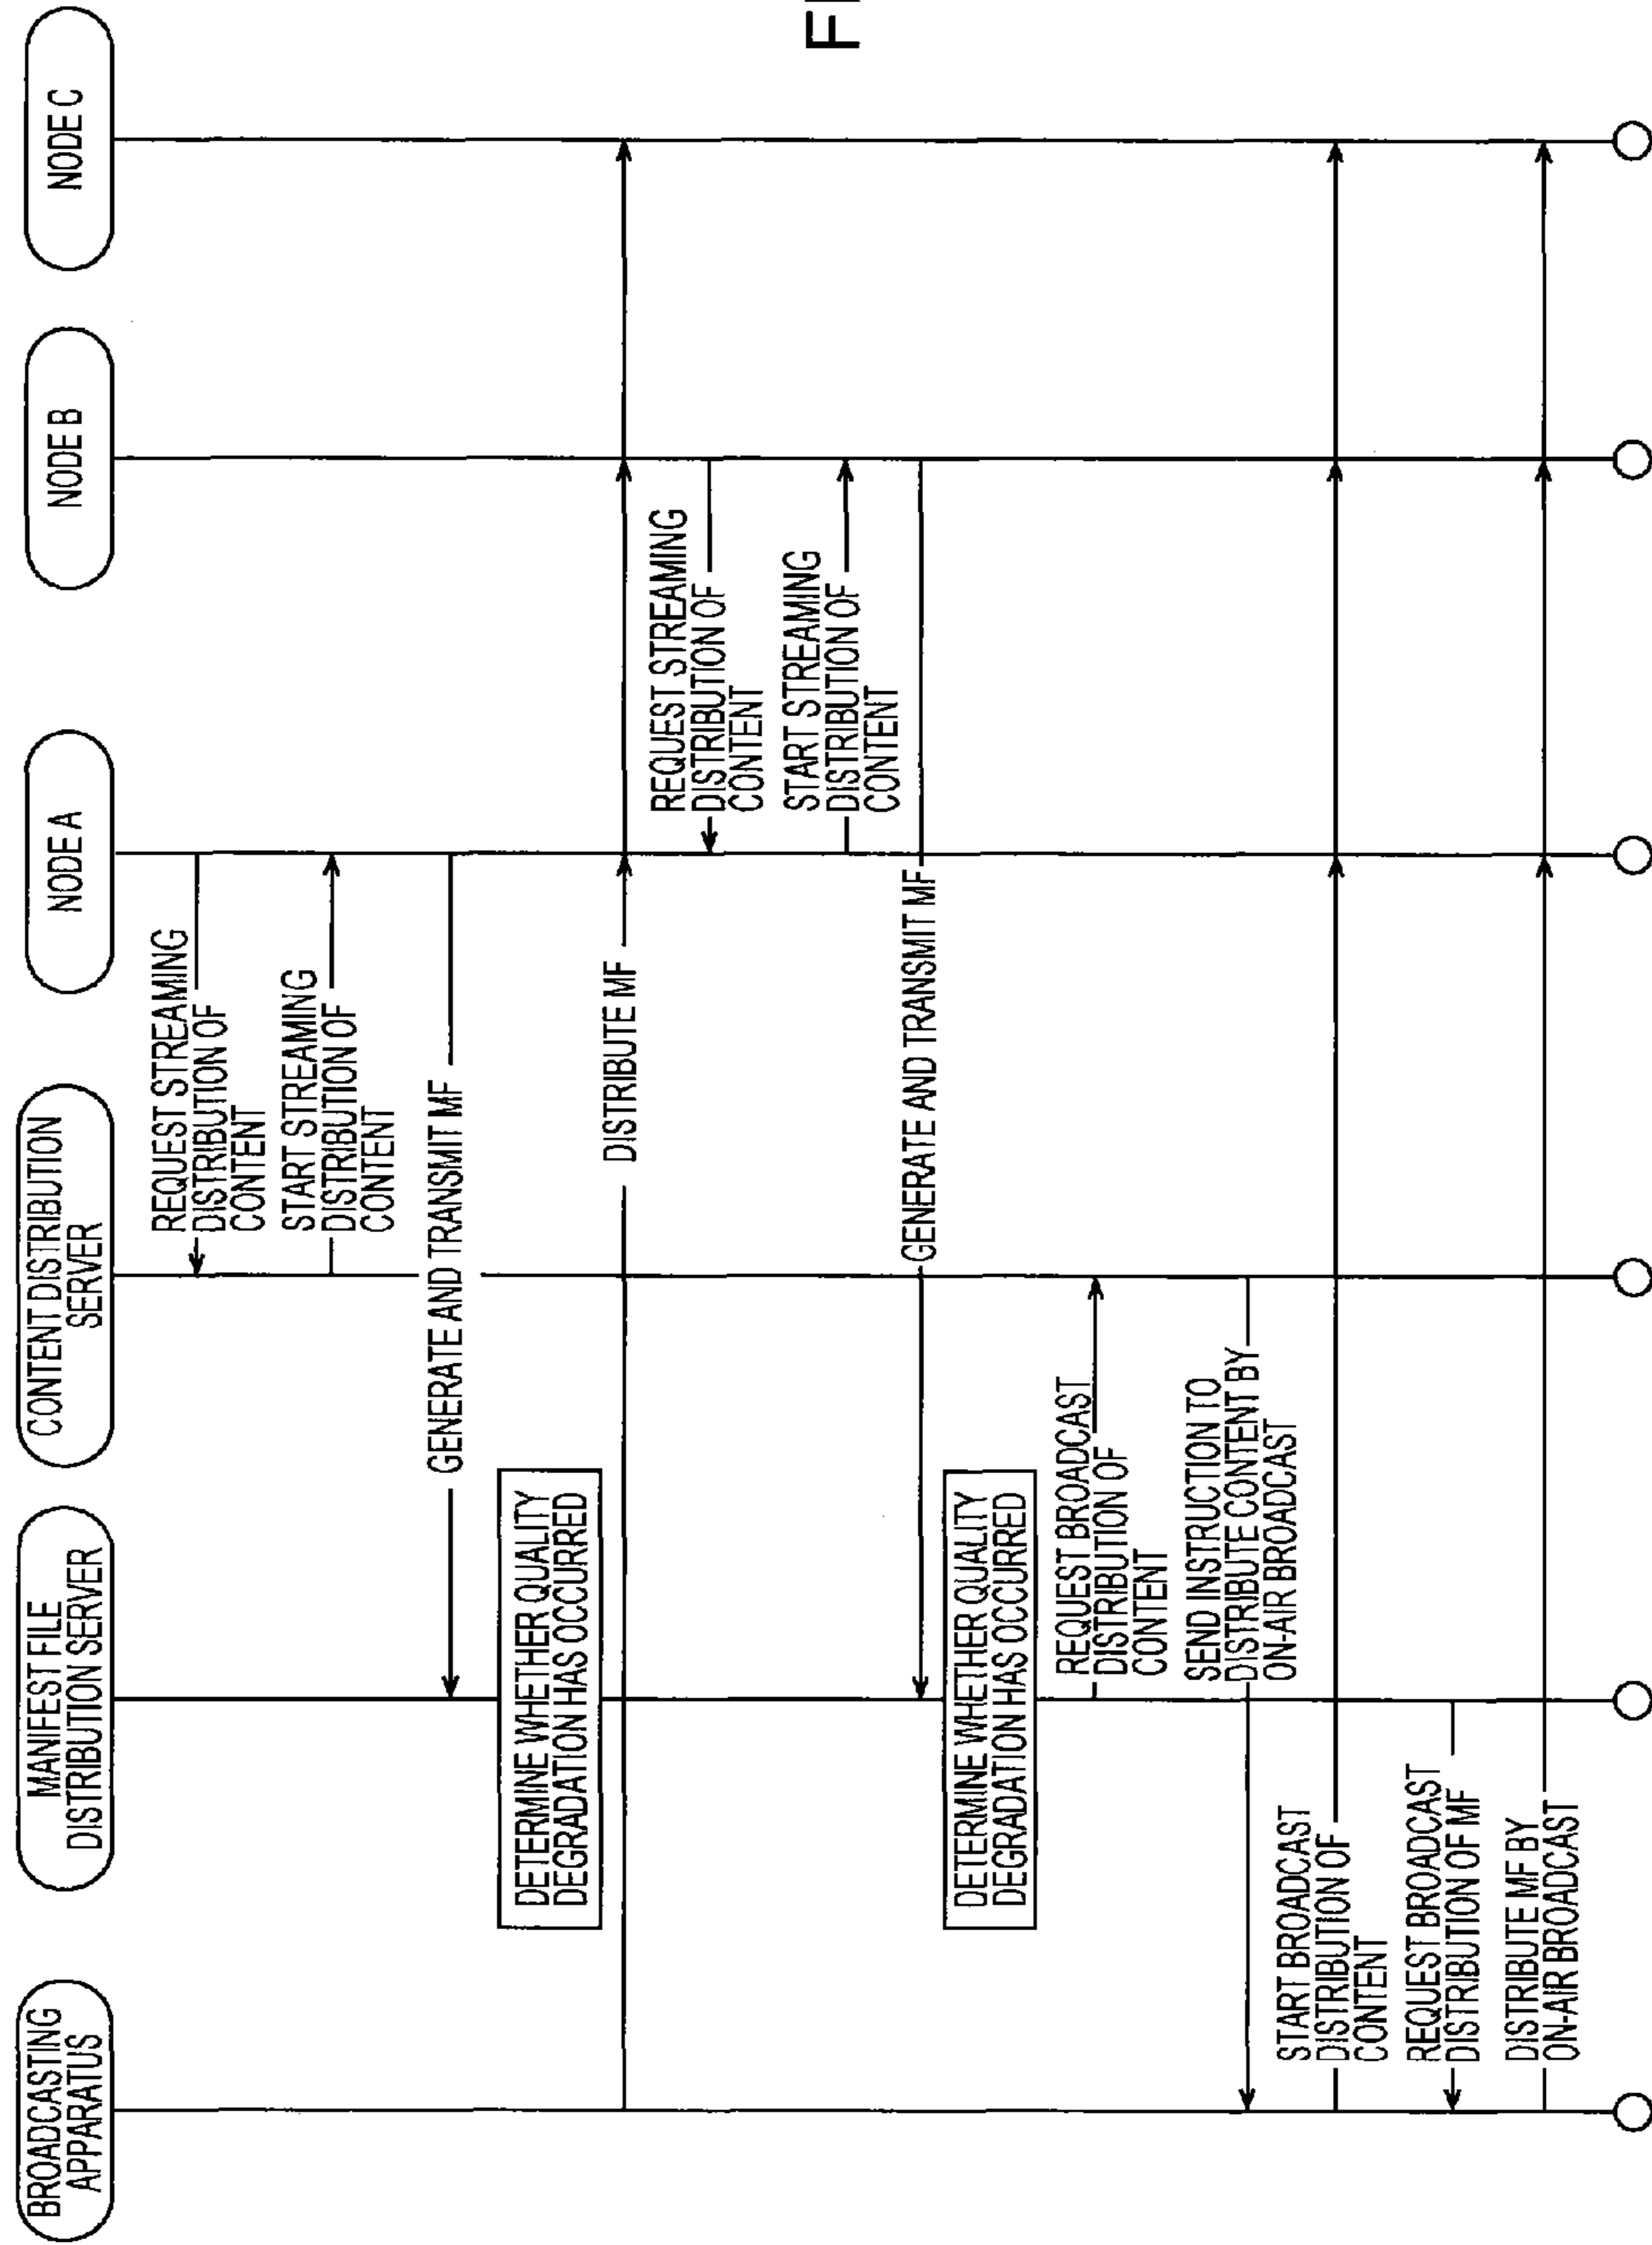 BROADCASTING
APPARATUS
MANIFEST FILE
DISTRIBUTION SERVER
CONTENT DISTRIBUTION
SERVER
NODE A
NODE B
NODE C
REQUEST STREAMING
DISTRIBUTION OF
CONTENT
START STREAMING
DISTRIBUTION OF
CONTENT
GENERATE AND TRANSMIT MF
DETERMINE WHETHER QUALITY
DEGRADATION HAS OCCURRED
DISTRIBUTE MF
REQUEST STREAMING
DISTRIBUTION OF
CONTENT
START STREAMING
DISTRIBUTION OF
CONTENT
GENERATE AND TRANSMIT MF
DETERMINE WHETHER QUALITY
DEGRADATION HAS OCCURRED
REQUEST BROADCAST
DISTRIBUTION OF
CONTENT
SEND INSTRUCTION TO
DISTRIBUTE CONTENT BY
ON-AIR BROADCAST
START BROADCAST
DISTRIBUTION OF
CONTENT
REQUEST BROADCAST
DISTRIBUTION OF MF
DISTRIBUTE MF BY
ON-AIR BROADCAST